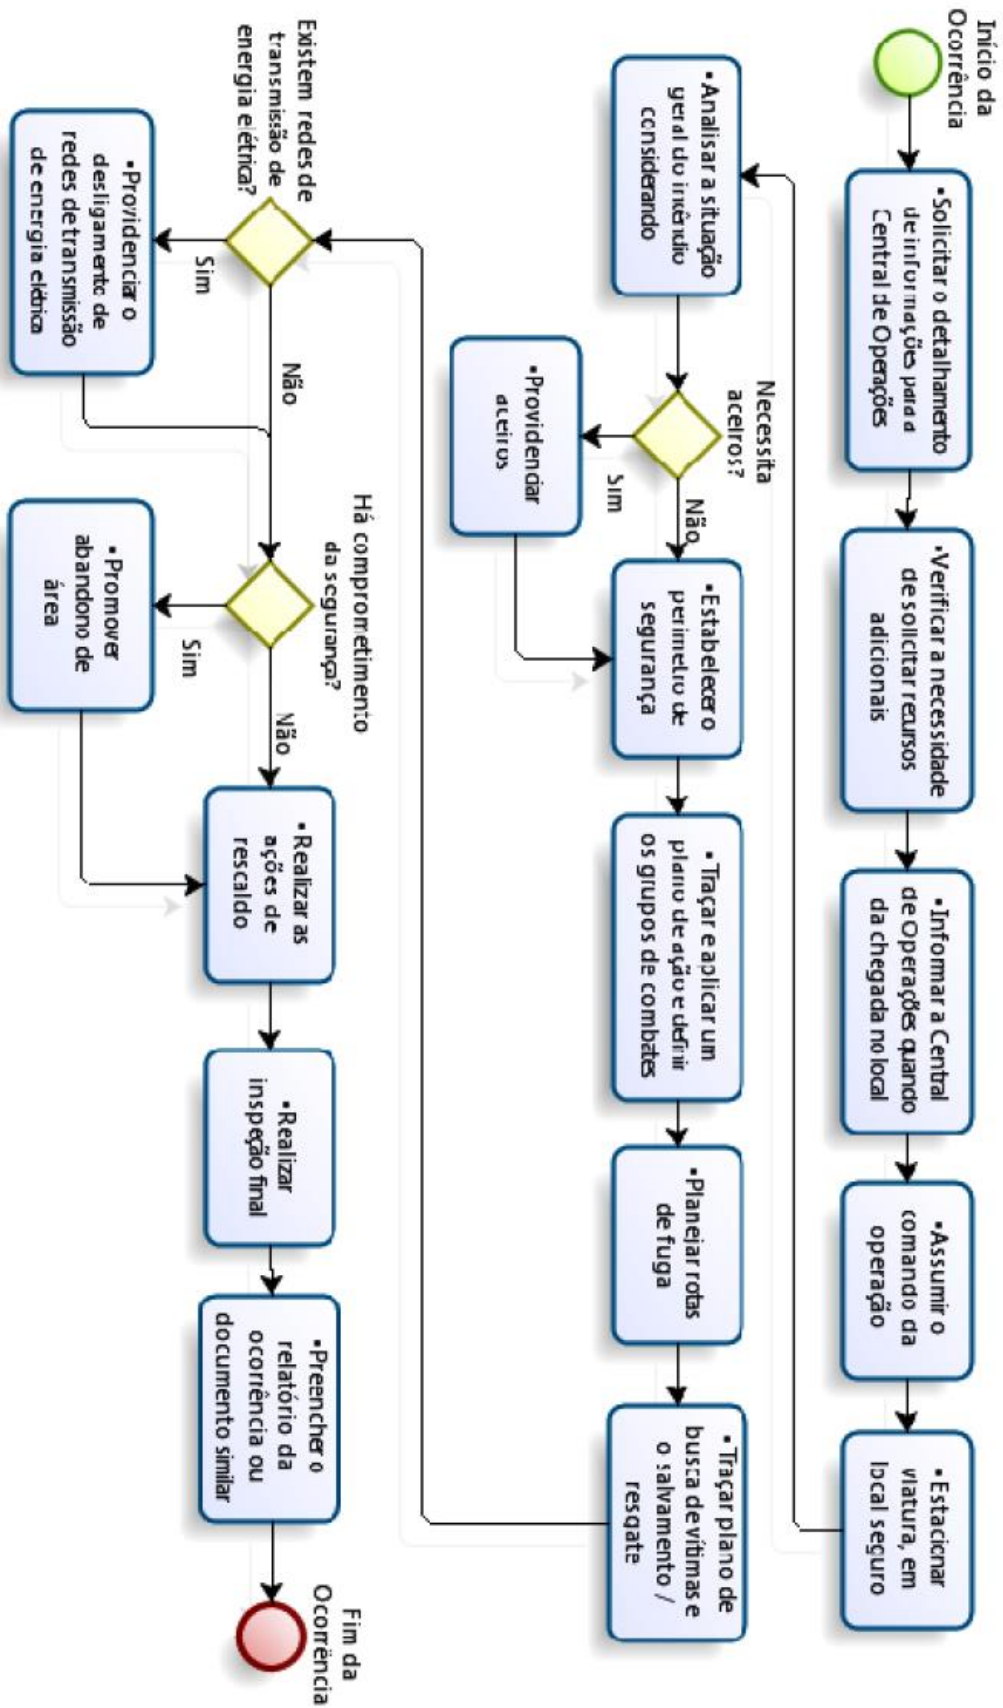 Início da
Ocorrência
▪Solicitar o detalhamento
de informações para a
Central de Operações
▪Verificar a necessidade
de solicitar recursos
adicionais
▪Informar a Central
de Operações quando
da chegada no local
▪Assumir o
comando da
operação
▪Estacionar
viatura, em
local seguro
▪Analisar a situação
geral do incêndio
considerando
Necessita
aceiros?
Sim
Não
▪Providenciar
aceiros
▪Estabelecer o
perímetro de
segurança
▪Traçar e aplicar um
plano de ação e definir
os grupos de combates
▪Planejar rotas
de fuga
▪Traçar plano de
busca de vítimas e
o salvamento /
resgate
Existem redes de
transmissão de
energia elétrica?
Sim
Não
▪Providenciar o
desligamento de
redes de transmissão
de energia elétrica
Há comprometimento
da segurança?
Sim
Não
▪Promover
abandono de
área
▪Realizar as
ações de
rescaldo
▪Realizar
inspeção final
▪Preencher o
relatório da
ocorrência ou
documento similar
Fim da
Ocorrência